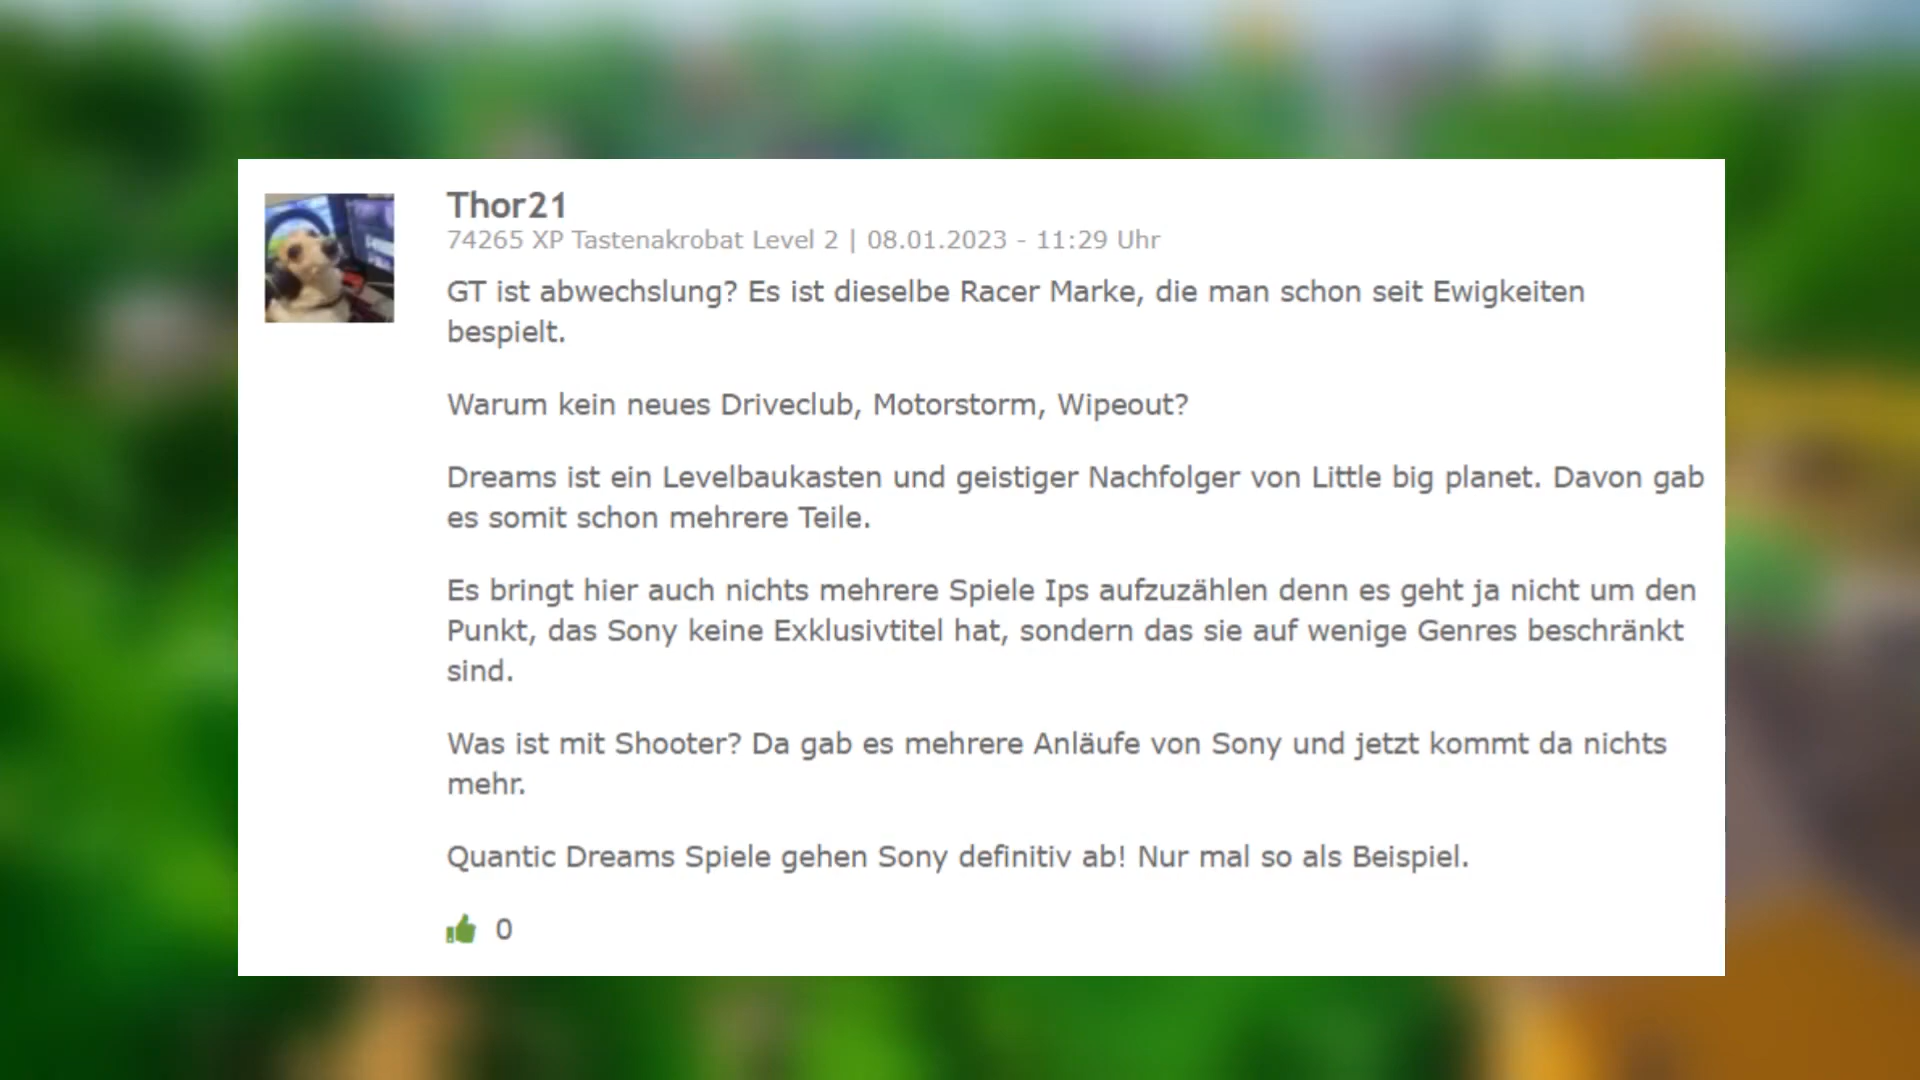 Thor21
74265 XP Tastenakrobat Level 2 | 08.01.2023 - 11:29 Uhr
GT ist abwechslung? Es ist dieselbe Racer Marke, die man schon seit Ewigkeiten
bespielt.
Warum kein neues Driveclub, Motorstorm, Wipeout?
Dreams ist ein Levelbaukasten und geistiger Nachfolger von Little big planet. Davon gab
es somit schon mehrere Teile.
Es bringt hier auch nichts mehrere Spiele Ips aufzuzählen denn es geht ja nicht um den
Punkt, das Sony keine Exklusivtitel hat, sondern das sie auf wenige Genres beschränkt
sind.
Was ist mit Shooter? Da gab es mehrere Anläufe von Sony und jetzt kommt da nichts
mehr.
Quantic Dreams Spiele gehen Sony definitiv ab! Nur mal so als Beispiel.
0